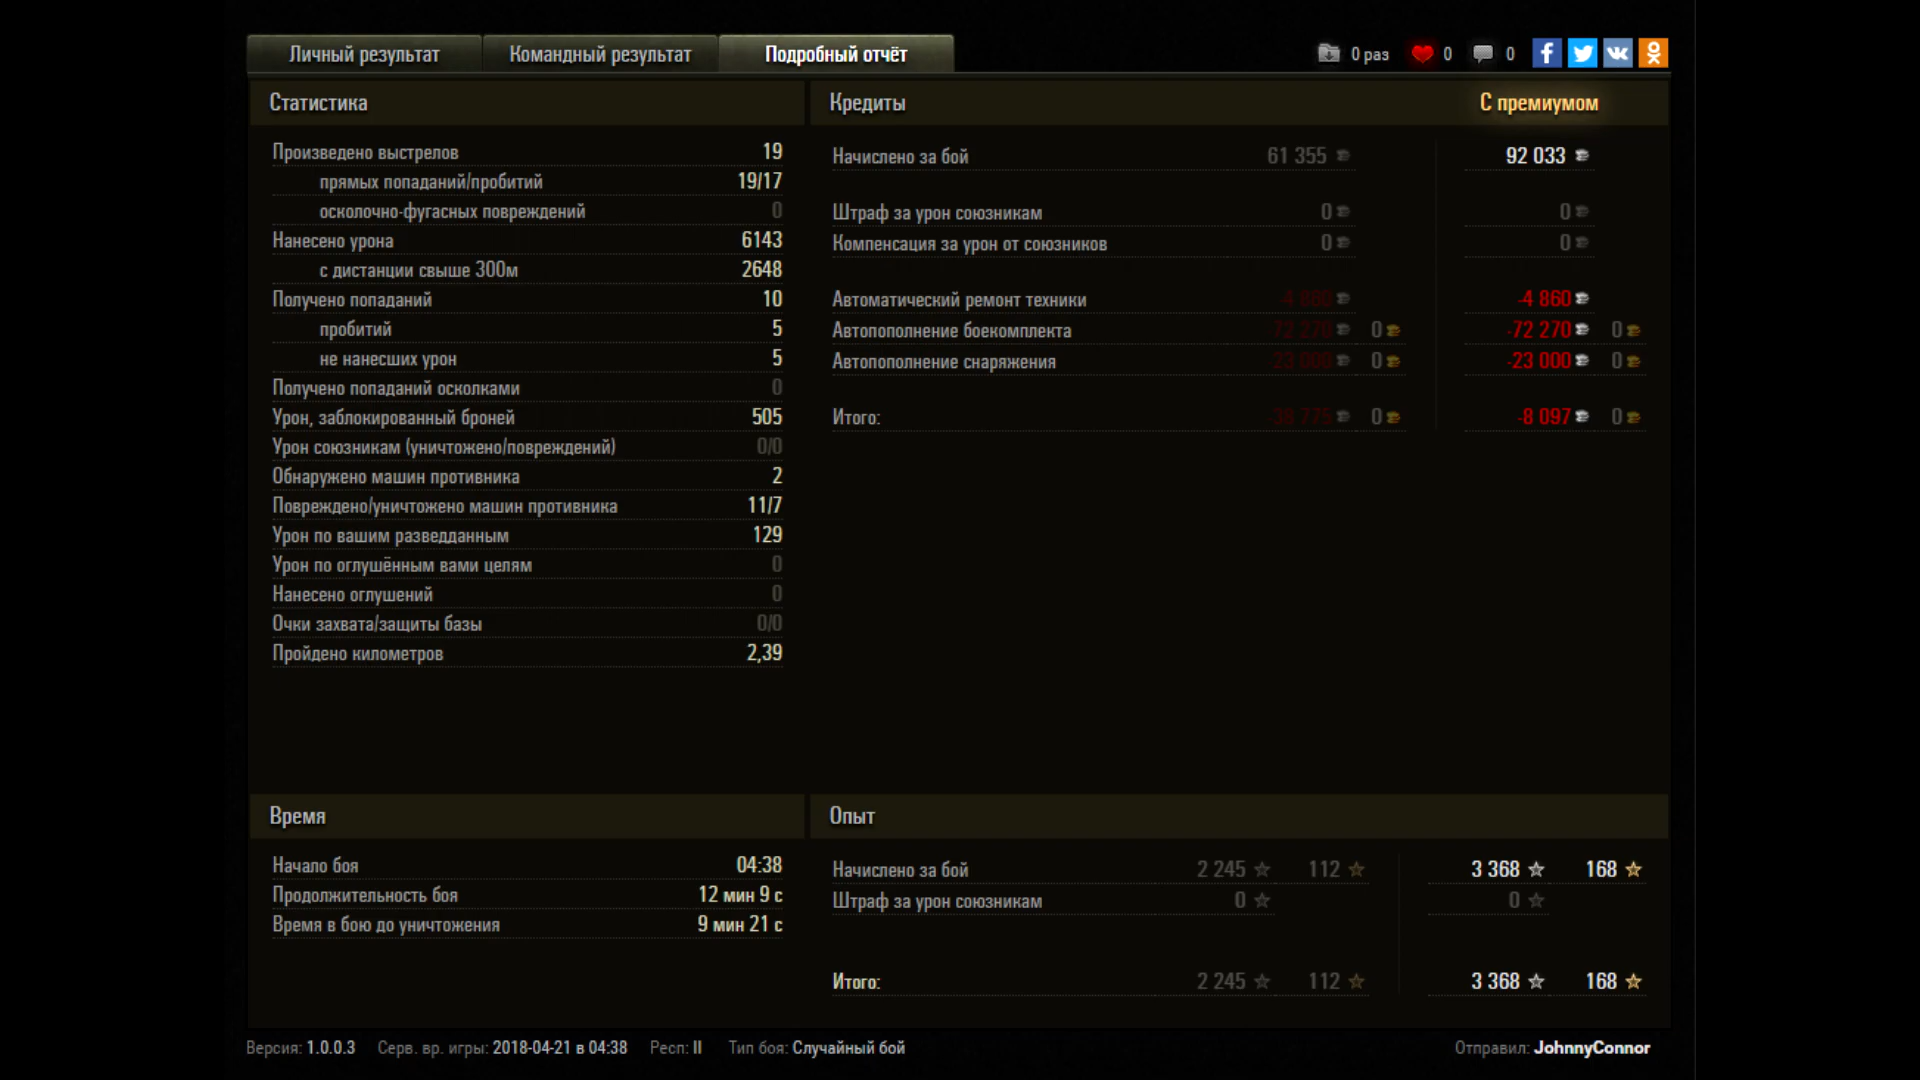 Личный результат Командный результат Подробный отчёт 0 раз 0 0
Статистика
Произведено выстрелов 19
прямых попаданий/пробитий 19/17
осколочно-фугасных повреждений 0
Нанесено урона 6143
с дистанции свыше 300м 2648
Получено попаданий 10
пробитий 5
не нанесших урон 5
Получено попаданий осколками 0
Урон, заблокированный броней 505
Урон союзникам (уничтожено/повреждений) 0/0
Обнаружено машин противника 2
Повреждено/уничтожено машин противника 11/7
Урон по вашим разведданным 129
Урон по оглушённым вами целям 0
Нанесено оглушений 0
Очки захвата/защиты базы 0/0
Пройдено километров 2,39
Кредиты С премиумом
Начислено за бой 61 355 92 033
Штраф за урон союзникам 0 0
Компенсация за урон от союзников 0 0
Автоматический ремонт техники -4 860 -4 860
Автопополнение боекомплекта -72 270 0 -72 270 0
Автопополнение снаряжения -23 000 0 -23 000 0
Итого: -38 775 0 -8 097 0
Время
Начало боя 04:38
Продолжительность боя 12 мин 9 с
Время в бою до уничтожения 9 мин 21 с
Опыт
Начислено за бой 2 245 112 3 368 168
Штраф за урон союзникам 0 0
Итого: 2 245 112 3 368 168
Версия: 1.0.0.3 Серв. вр. игры: 2018-04-21 в 04:38 Респ: II Тип боя: Случайный бой Отправил: JohnnyConnor